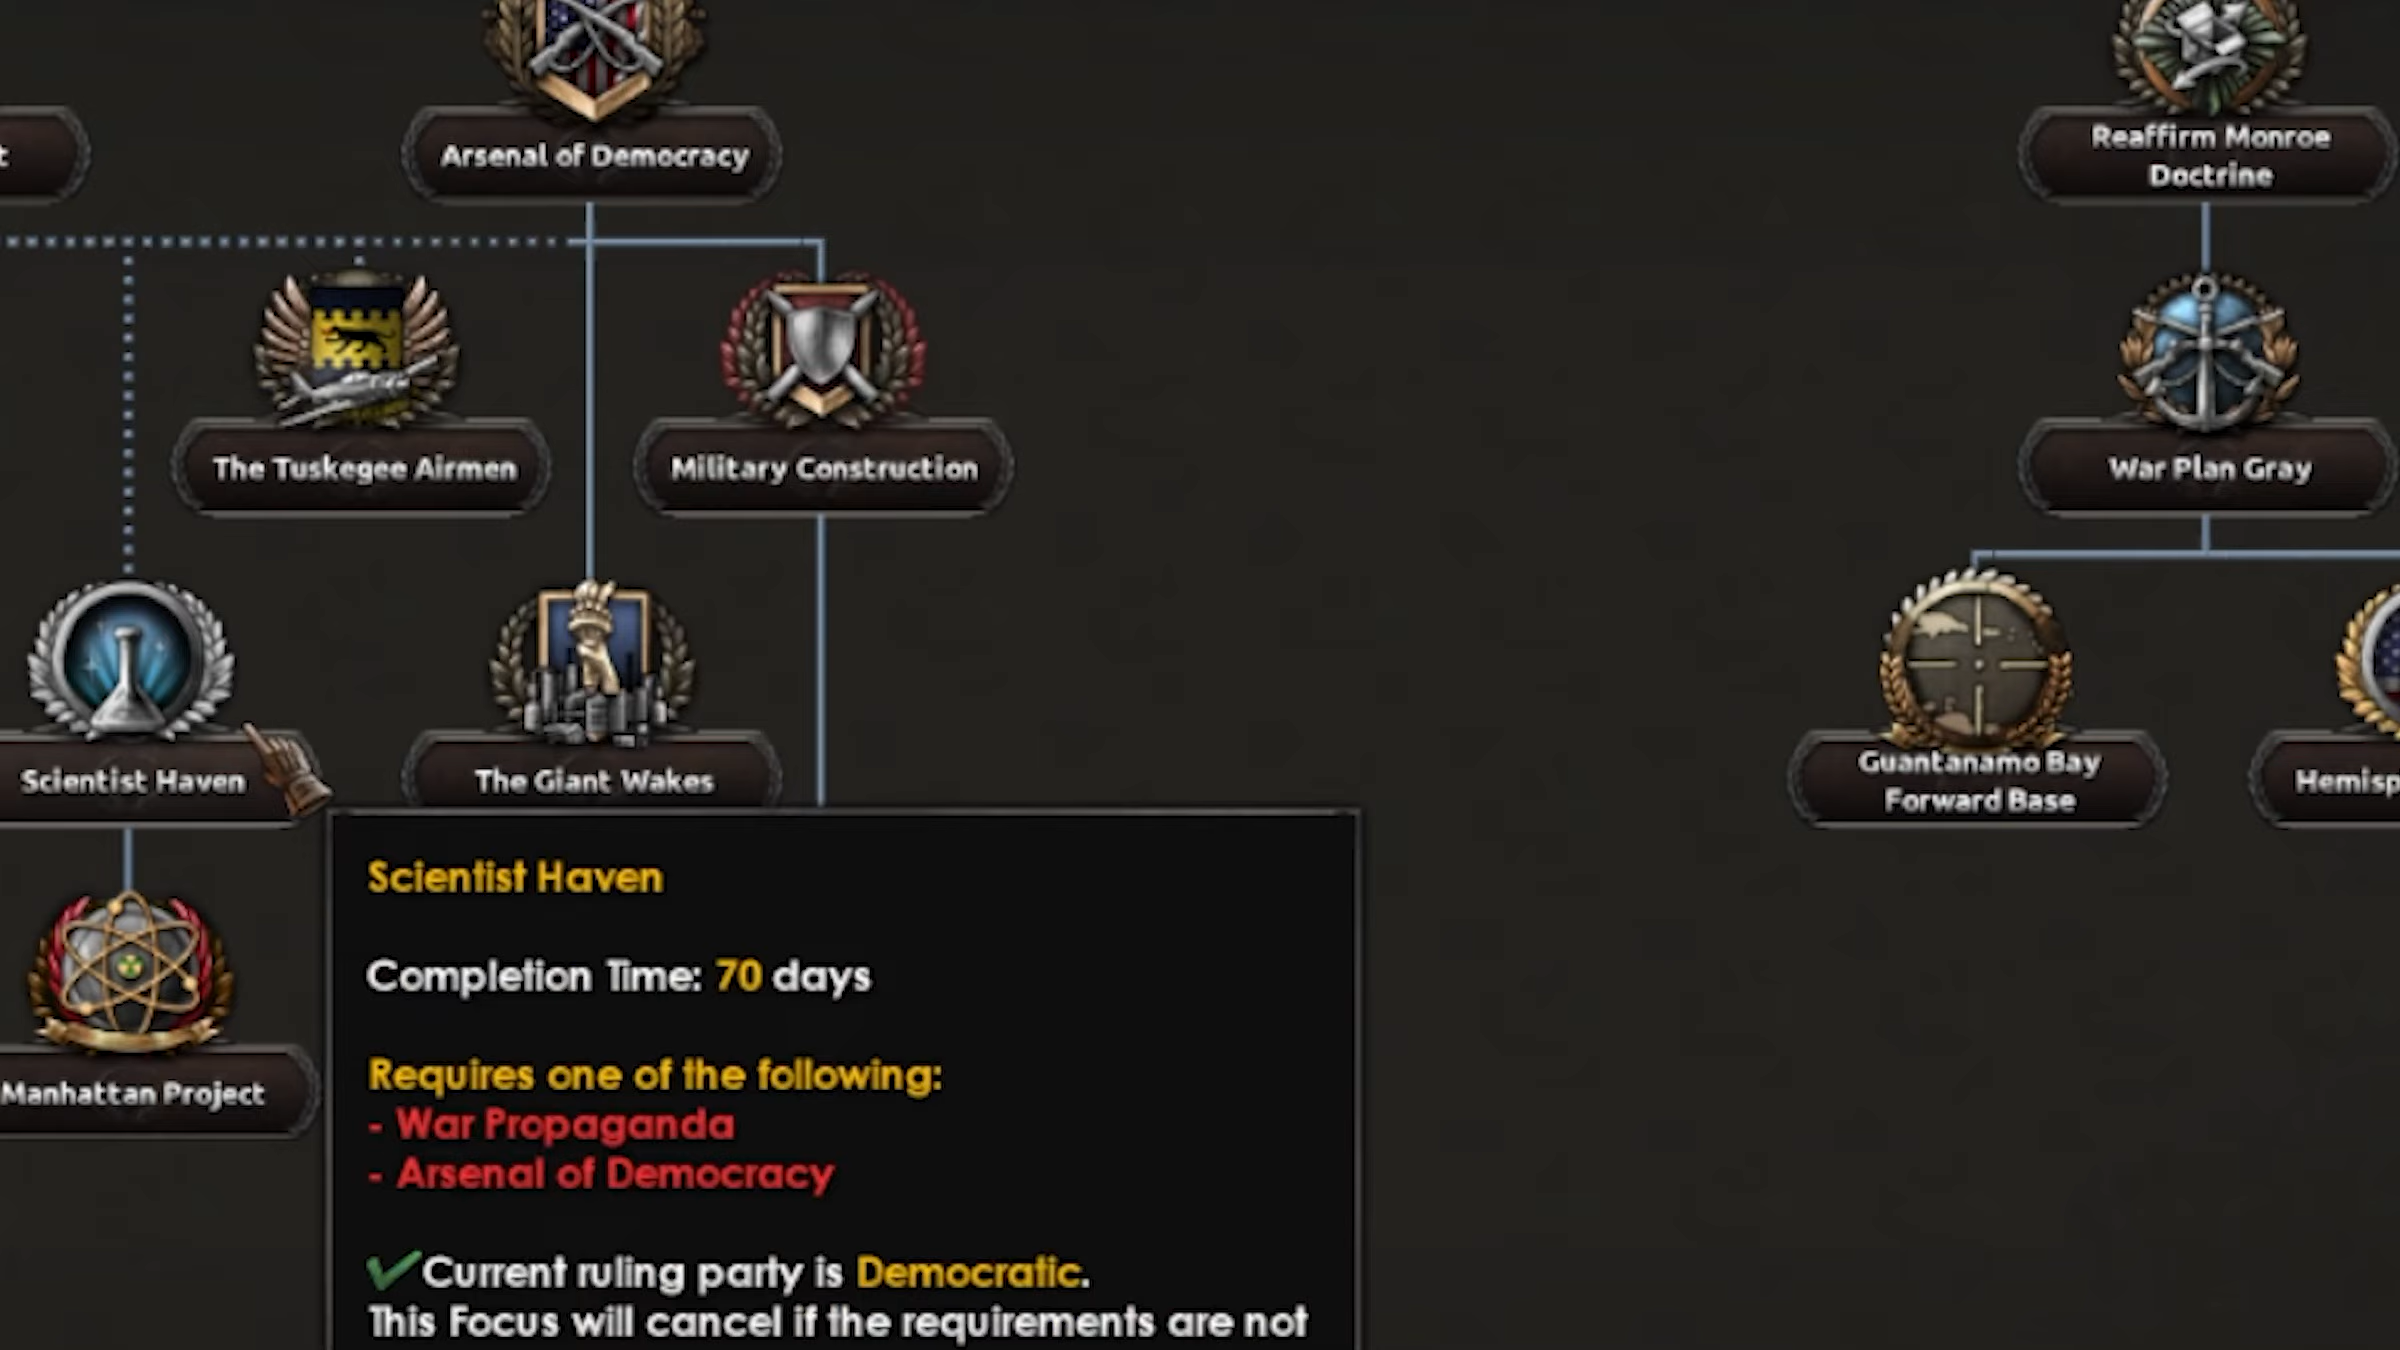 Arsenal of Democracy
Reaffirm Monroe
Doctrine
The Tuskegee Airmen
Military Construction
War Plan Gray
Scientist Haven
The Giant Wakes
Guantanamo Bay
Forward Base
Manhattan Project
Scientist Haven
Completion Time: 70 days
Requires one of the following:
- War Propaganda
- Arsenal of Democracy
Current ruling party is Democratic.
This Focus will cancel if the requirements are not